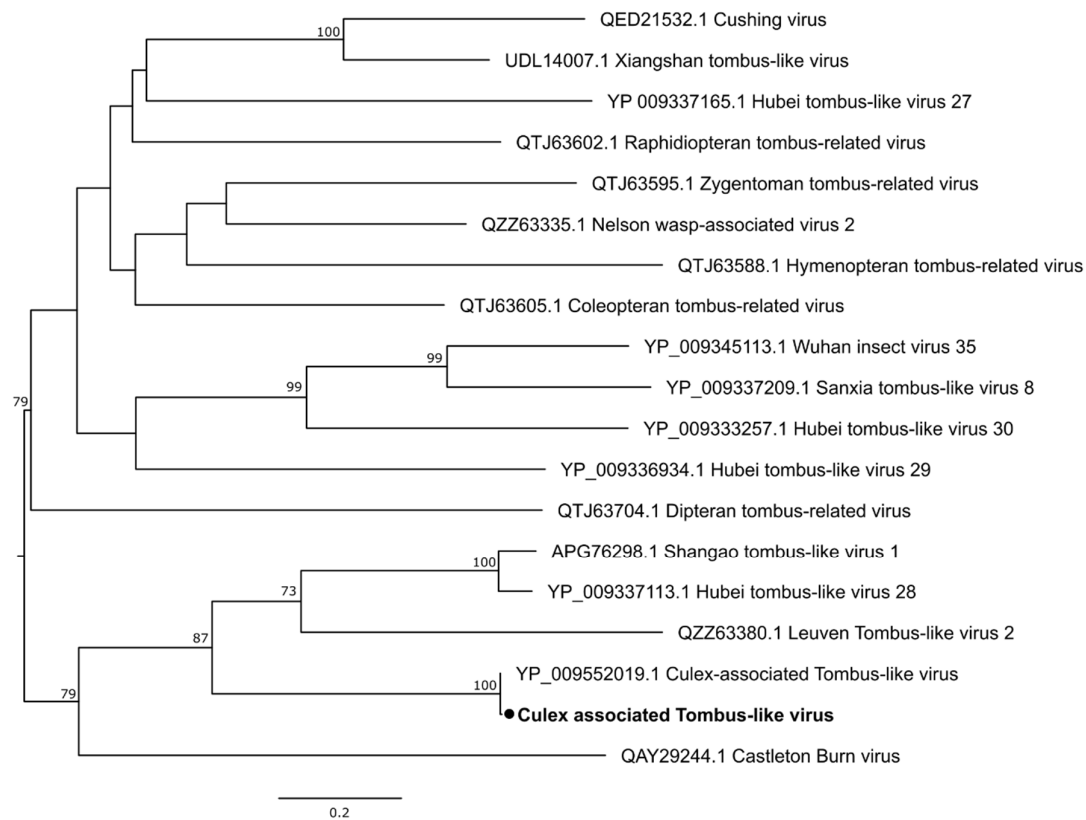 QED21532.1 Cushing virus
100
UDL14007.1 Xiangshan tombus-like virus
YP 009337165.1 Hubei tombus-like virus 27
QTJ63602.1 Raphidiopteran tombus-related virus
QTJ63595.1 Zygentoman tombus-related virus
QZZ63335.1 Nelson wasp-associated virus 2
QTJ63588.1 Hymenopteran tombus-related virus
QTJ63605.1 Coleopteran tombus-related virus
YP_009345113.1 Wuhan insect virus 35
99
YP_009337209.1 Sanxia tombus-like virus 8
99
YP_009333257.1 Hubei tombus-like virus 30
79
YP_009336934.1 Hubei tombus-like virus 29
QTJ63704.1 Dipteran tombus-related virus
APG76298.1 Shangao tombus-like virus 1
100
YP_009337113.1 Hubei tombus-like virus 28
73
QZZ63380.1 Leuven Tombus-like virus 2
87
YP_009552019.1 Culex-associated Tombus-like virus
100
79
Culex associated Tombus-like virus
QAY29244.1 Castleton Burn virus
0.2